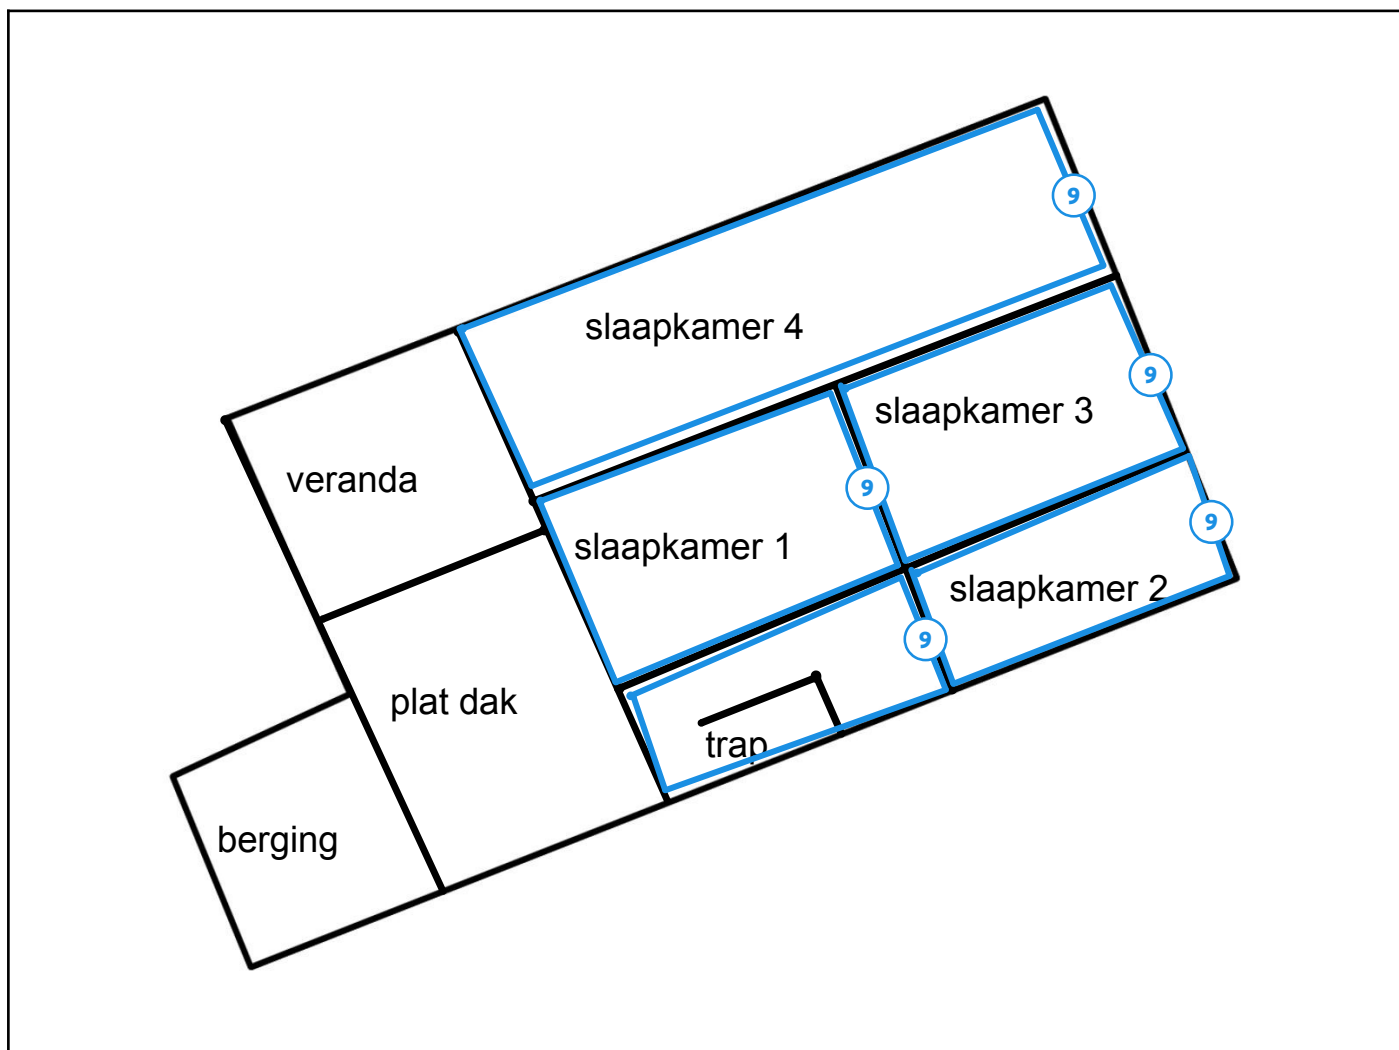 9
slaapkamer 4
9
slaapkamer 3
veranda
9
9
slaapkamer 1
slaapkamer 2
9
plat dak
trap
berging